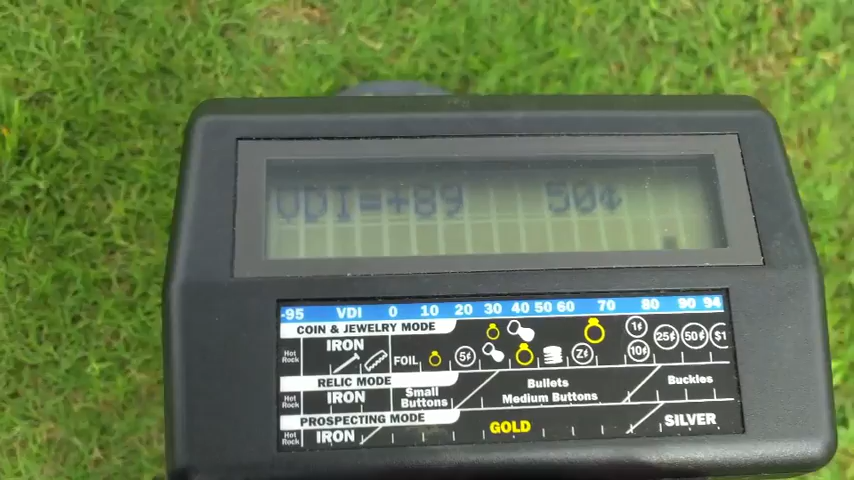 VDI=+89 50¢
-95 VDI 0 10 20 30 40 50 60 70 80 90 94
COIN & JEWELRY MODE
Hot Rock IRON FOIL 5¢ Z¢ 1¢ 10¢ 25¢ 50¢ $1
RELIC MODE
Hot Rock IRON Small Buttons Bullets Medium Buttons Buckles
PROSPECTING MODE
Hot Rock IRON GOLD SILVER